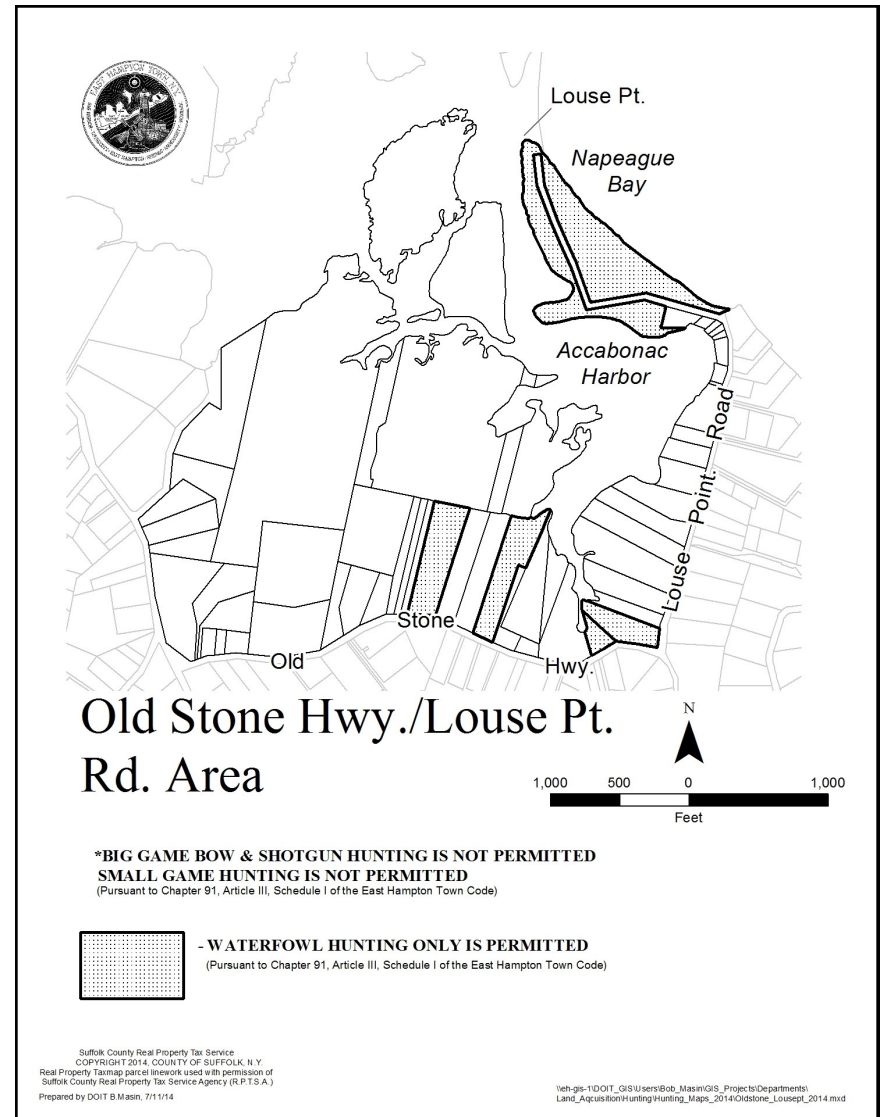 EAST HAMPTON TOWN, N.Y.
Louse Pt.
Napeague
Bay
Accabonac
Harbor
Louse Point. Road
Stone
Old
Hwy.
Old Stone Hwy./Louse Pt.
Rd. Area
N
1,000 500 0 1,000
Feet
*BIG GAME BOW & SHOTGUN HUNTING IS NOT PERMITTED
SMALL GAME HUNTING IS NOT PERMITTED
(Pursuant to Chapter 91, Article III, Schedule I of the East Hampton Town Code)
- WATERFOWL HUNTING ONLY IS PERMITTED
(Pursuant to Chapter 91, Article III, Schedule I of the East Hampton Town Code)
Suffolk County Real Property Tax Service
COPYRIGHT 2014, COUNTY OF SUFFOLK, N.Y.
Real Property Taxmap parcel linework used with permission of
Suffolk County Real Property Tax Service Agency (R.P.T.S.A.)
Prepared by DOIT B.Masin, 7/11/14
\\eh-gis-1\DOIT_GIS\Users\Bob_Masin\GIS_Projects\Departments\
Land_Aqcuisition\Hunting\Hunting_Maps_2014\Oldstone_Lousept_2014.mxd